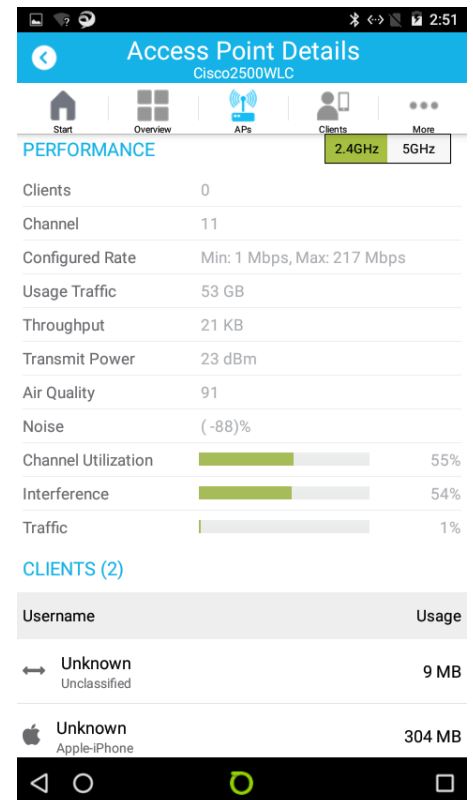 2:51
Access Point Details
Cisco2500WLC
Start Overview APs Clients More
PERFORMANCE 2.4GHz 5GHz
Clients 0
Channel 11
Configured Rate Min: 1 Mbps, Max: 217 Mbps
Usage Traffic 53 GB
Throughput 21 KB
Transmit Power 23 dBm
Air Quality 91
Noise ( -88)%
Channel Utilization 55%
Interference 54%
Traffic 1%
CLIENTS (2)
Username Usage
Unknown 9 MB
Unclassified
Unknown 304 MB
Apple-iPhone